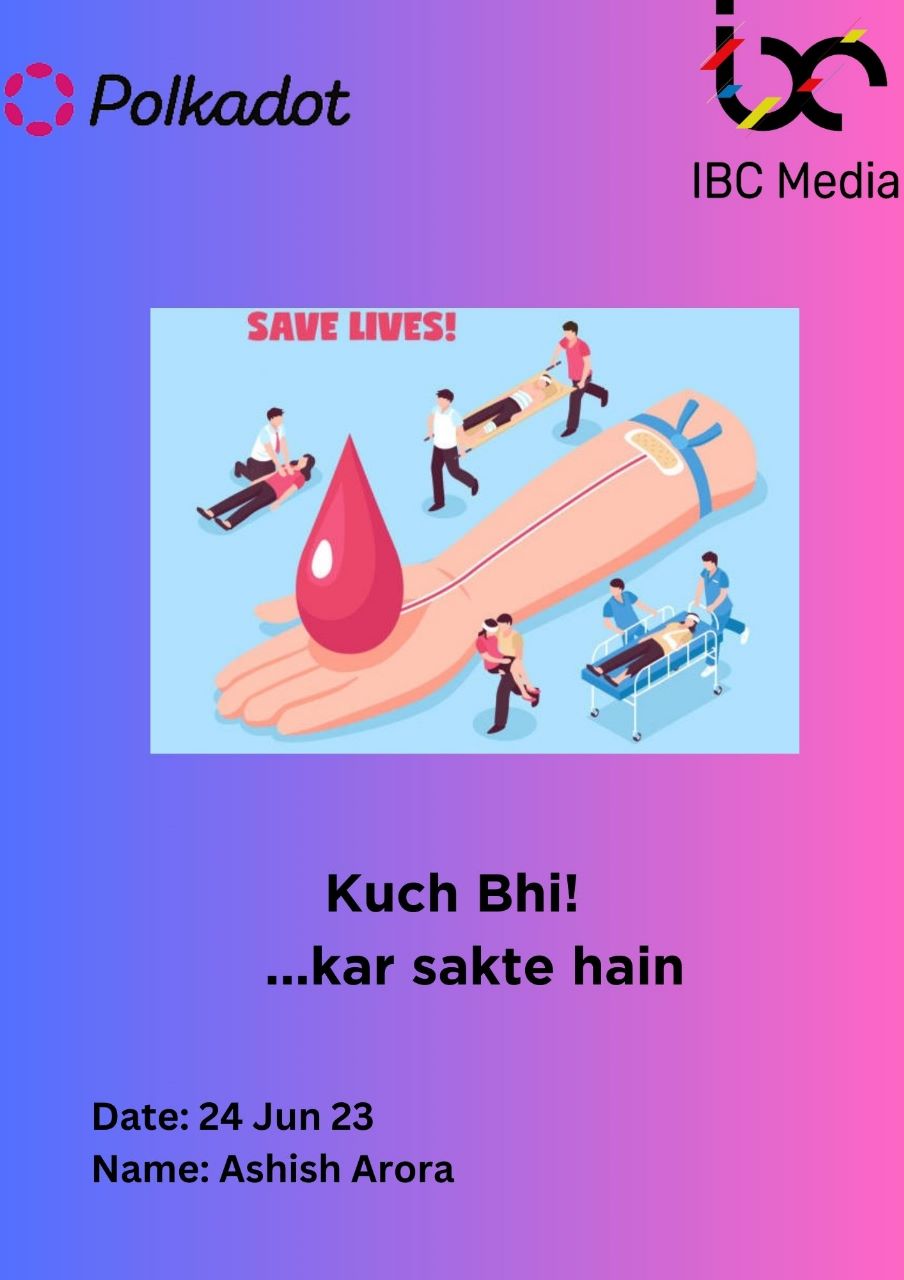 Polkadot
IBC Media
SAVE LIVES!
Kuch Bhi!
...kar sakte hain
Date: 24 Jun 23
Name: Ashish Arora